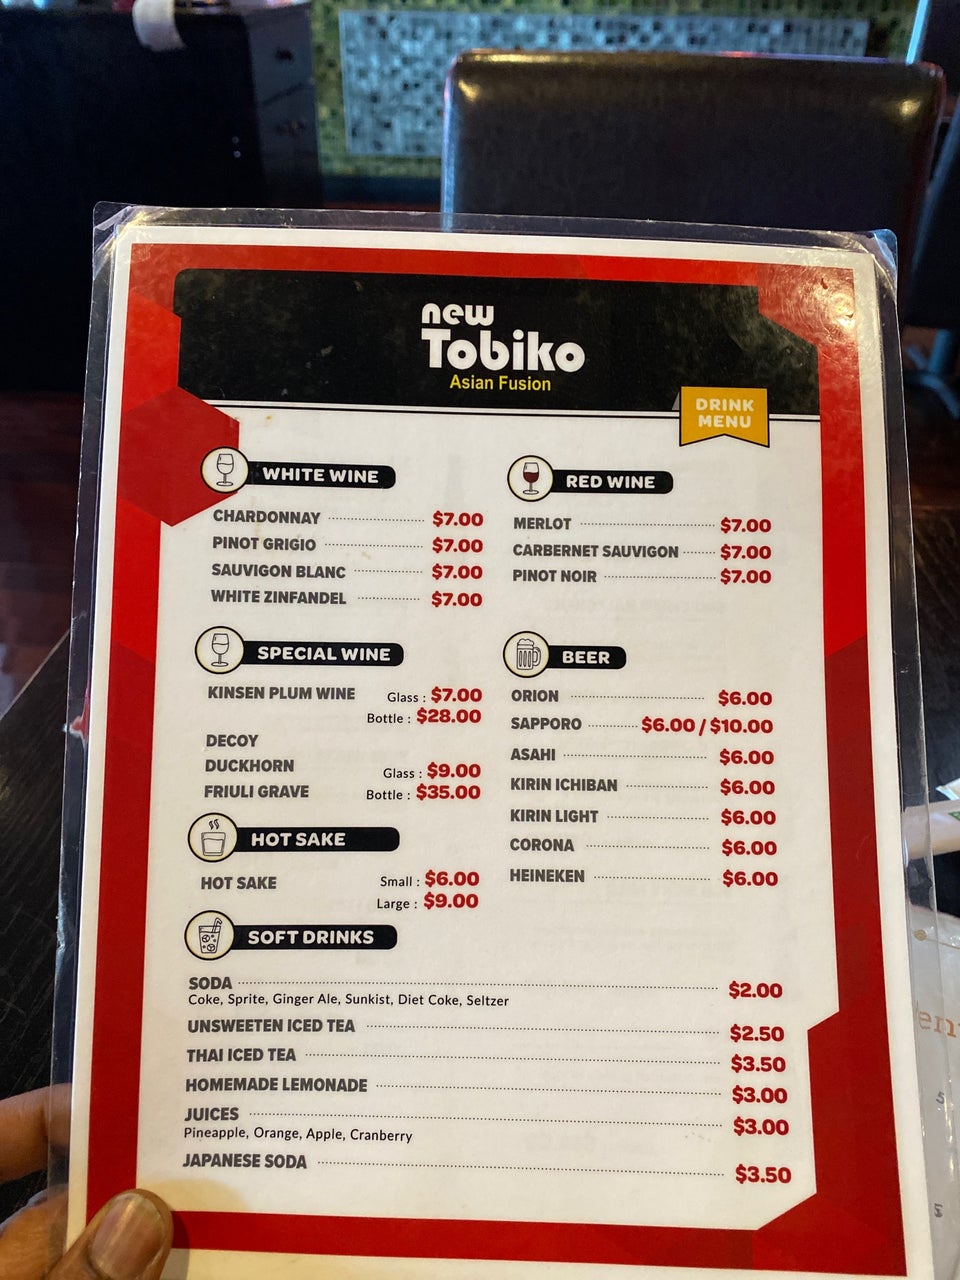 new
Tobiko
Asian Fusion
DRINK
MENU
WHITE WINE
CHARDONNAY $7.00
PINOT GRIGIO $7.00
SAUVIGON BLANC $7.00
WHITE ZINFANDEL $7.00
RED WINE
MERLOT $7.00
CARBERNET SAUVIGON $7.00
PINOT NOIR $7.00
SPECIAL WINE
KINSEN PLUM WINE Glass : $7.00
Bottle : $28.00
DECOY
DUCKHORN Glass : $9.00
FRIULI GRAVE Bottle : $35.00
BEER
ORION $6.00
SAPPORO $6.00 / $10.00
ASAHI $6.00
KIRIN ICHIBAN $6.00
KIRIN LIGHT $6.00
CORONA $6.00
HEINEKEN $6.00
HOT SAKE
HOT SAKE Small : $6.00
Large : $9.00
SOFT DRINKS
SODA $2.00
Coke, Sprite, Ginger Ale, Sunkist, Diet Coke, Seltzer
UNSWEETEN ICED TEA $2.50
THAI ICED TEA $3.50
HOMEMADE LEMONADE $3.00
JUICES $3.00
Pineapple, Orange, Apple, Cranberry
JAPANESE SODA $3.50